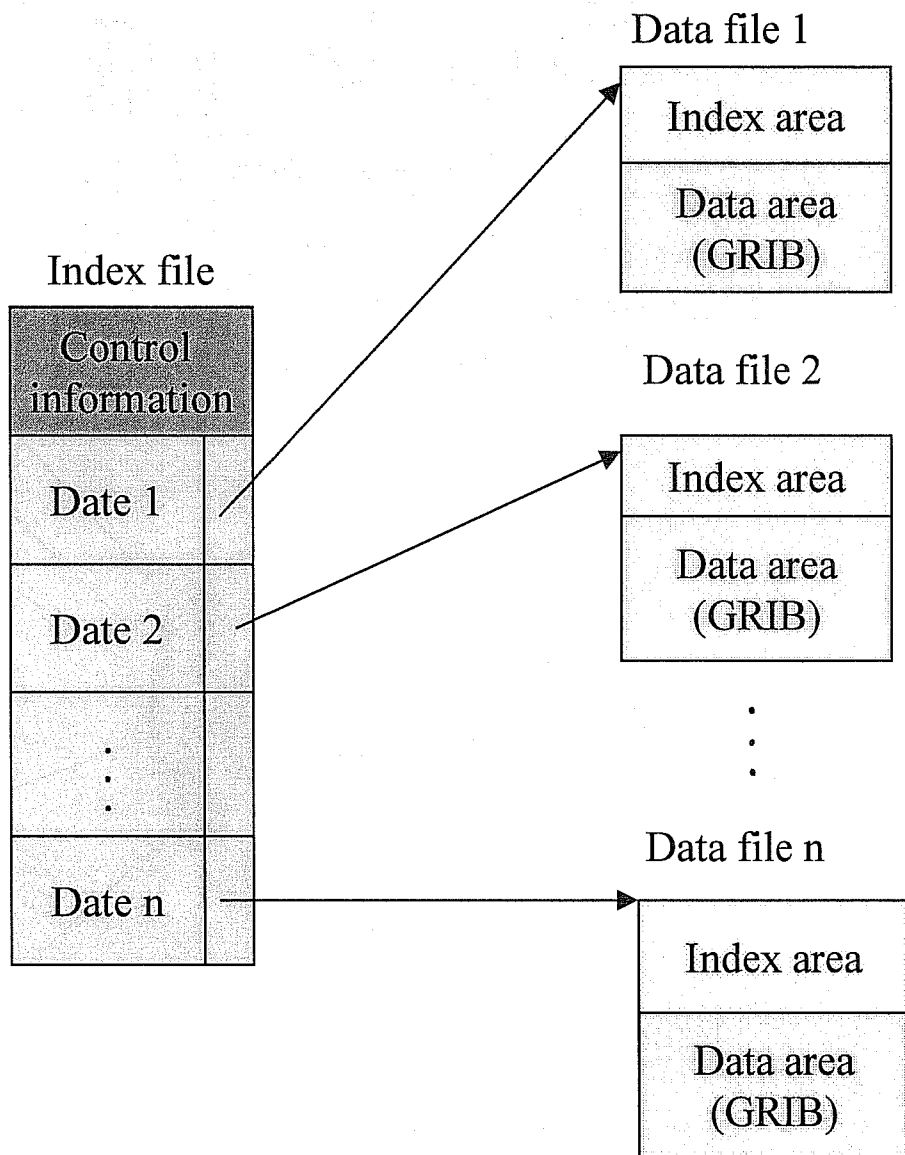 Data file 1
Index area
Data area
(GRIB)
Index file
Control
information
Date 1
Date 2
Date n
Data file 2
Index area
Data area
(GRIB)
Data file n
Index area
Data area
(GRIB)